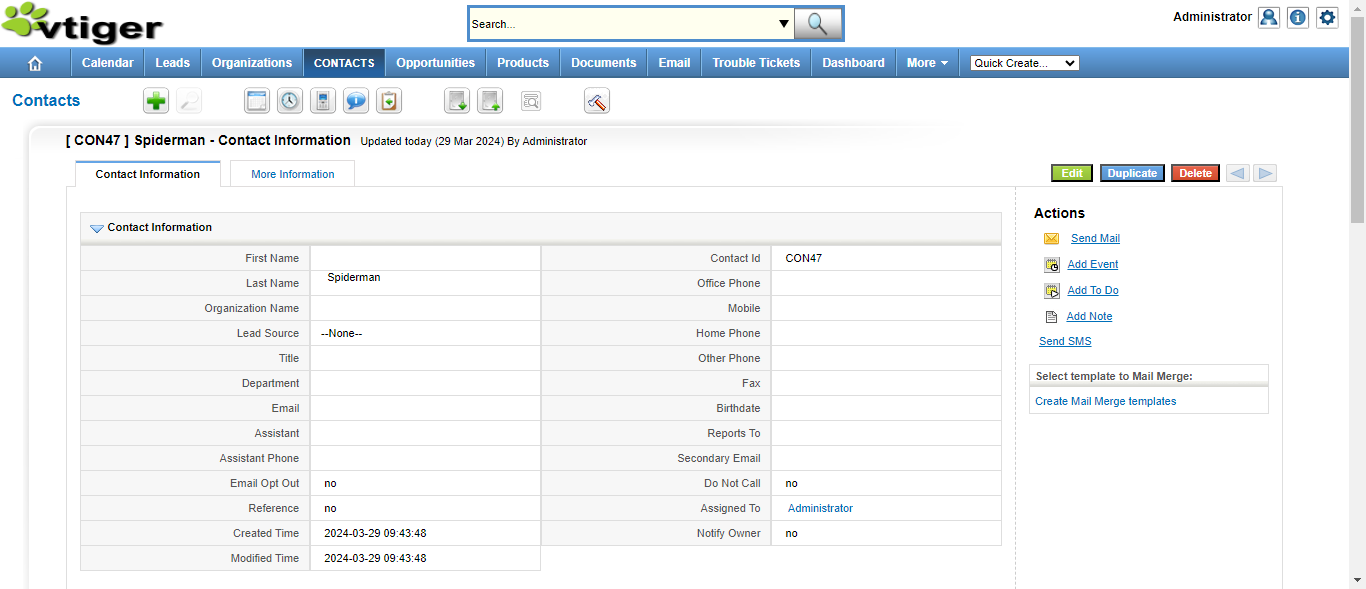 vtiger
Search...
Administrator
Calendar Leads Organizations CONTACTS Opportunities Products Documents Email Trouble Tickets Dashboard More Quick Create...
Contacts
[ CON47 ] Spiderman - Contact Information Updated today (29 Mar 2024) By Administrator
Contact Information More Information
Edit Duplicate Delete
Contact Information
First Name Contact Id CON47
Last Name Spiderman Office Phone
Organization Name Mobile
Lead Source --None-- Home Phone
Title Other Phone
Department Fax
Email Birthdate
Assistant Reports To
Assistant Phone Secondary Email
Email Opt Out no Do Not Call no
Reference no Assigned To Administrator
Created Time 2024-03-29 09:43:48 Notify Owner no
Modified Time 2024-03-29 09:43:48
Actions
Send Mail
Add Event
Add To Do
Add Note
Send SMS
Select template to Mail Merge:
Create Mail Merge templates